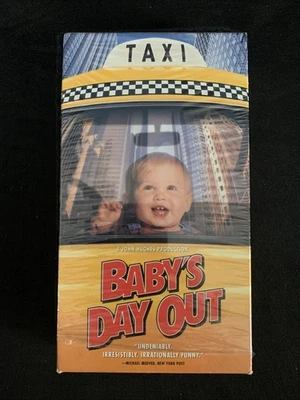 TAXI
A JOHN HUGHES PRODUCTION
BABY'S
DAY OUT
"UNDENIABLY.
IRRESISTIBLY. IRRATIONALLY FUNNY."
—MICHAEL MEDVED, NEW YORK POST